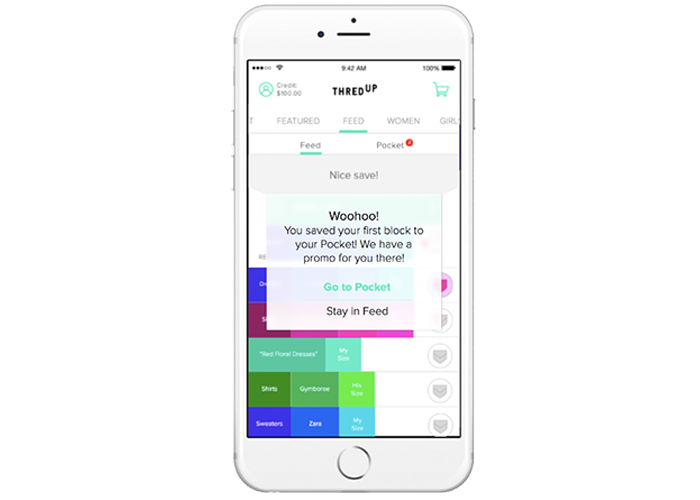 9:42 AM
100%
Credit:
$100.00
THREDUP
T FEATURED FEED WOMEN GIRL
Feed Pocket
Nice save!
Woohoo!
You saved your first block to
your Pocket! We have a
promo for you there!
Go to Pocket
Stay in Feed
"Red Floral Dresses" My
Size
Shirts Gymboree His
Size
Sweaters Zara My
Size